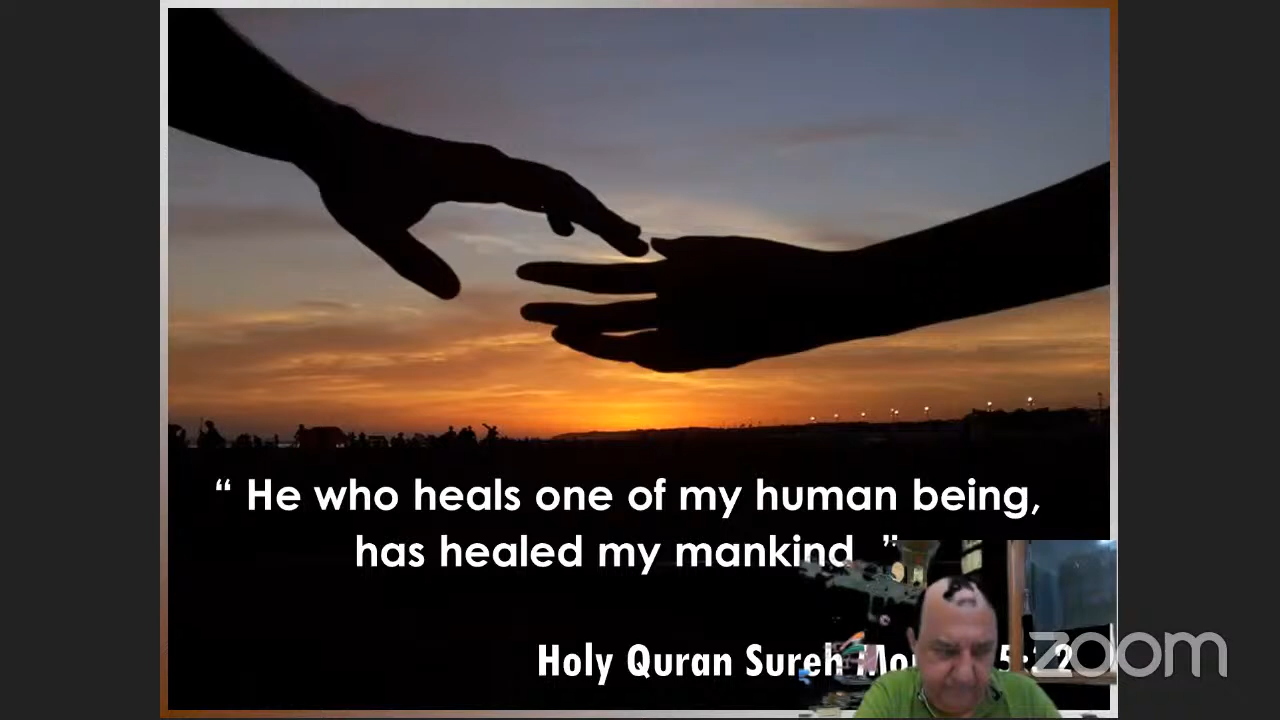 “ He who heals one of my human being,
has healed my mankind ”
Holy Quran Sureh
zoom